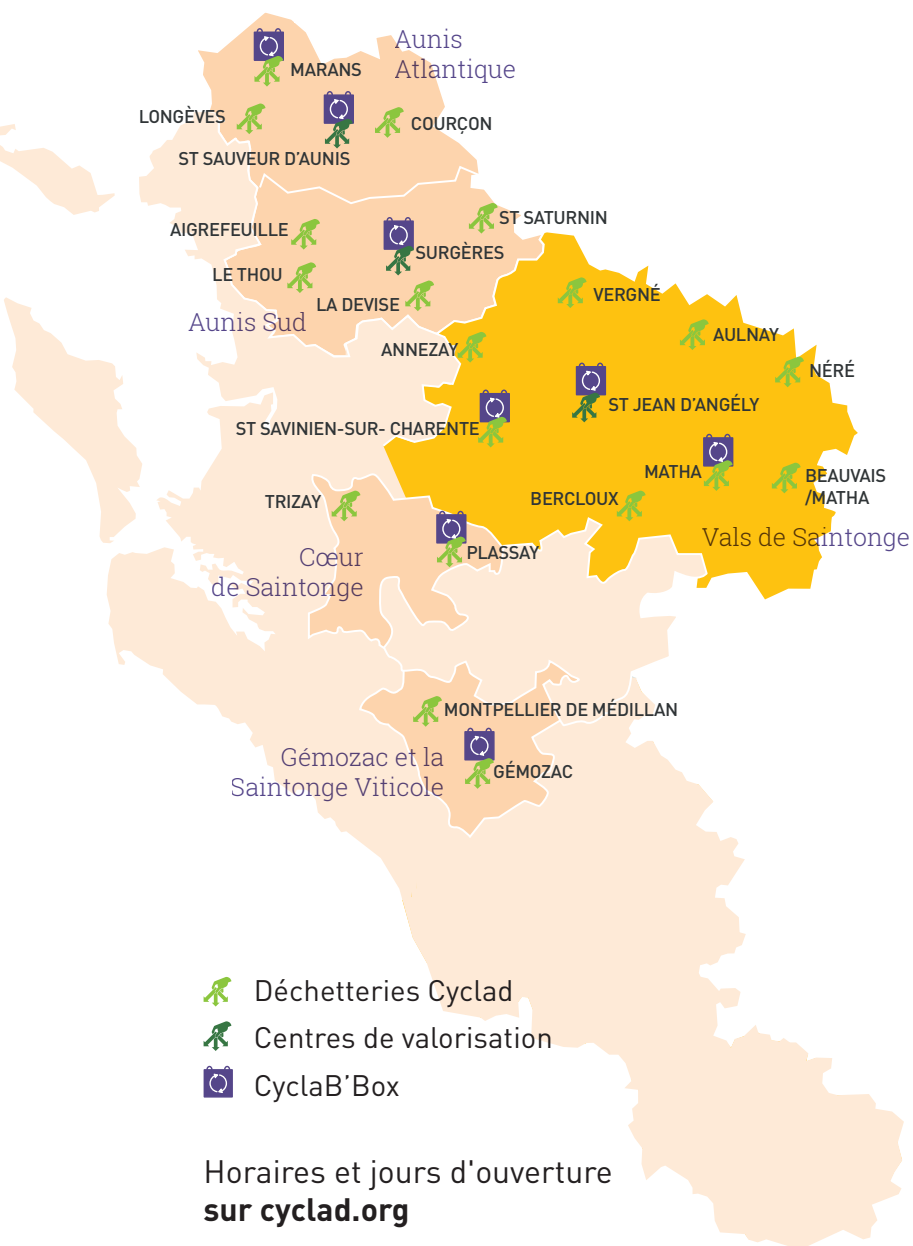 Aunis
Atlantique
MARANS
LONGÈVES
COURÇON
ST SAUVEUR D'AUNIS
ST SATURNIN
AIGREFEUILLE
SURGÈRES
LE THOU
LA DEVISE
Aunis Sud
VERGNÉ
AULNAY
ANNEZAY
NÉRÉ
ST JEAN D'ANGÉLY
ST SAVINIEN-SUR- CHARENTE
MATHA
BEAUVAIS
/MATHA
BERCLOUX
TRIZAY
Vals de Saintonge
PLASSAY
Cœur
de Saintonge
MONTPELLIER DE MÉDILLAN
Gémozac et la
Saintonge Viticole
GÉMOZAC
Déchetteries Cyclad
Centres de valorisation
CyclaB’Box
Horaires et jours d'ouverture
sur cyclad.org